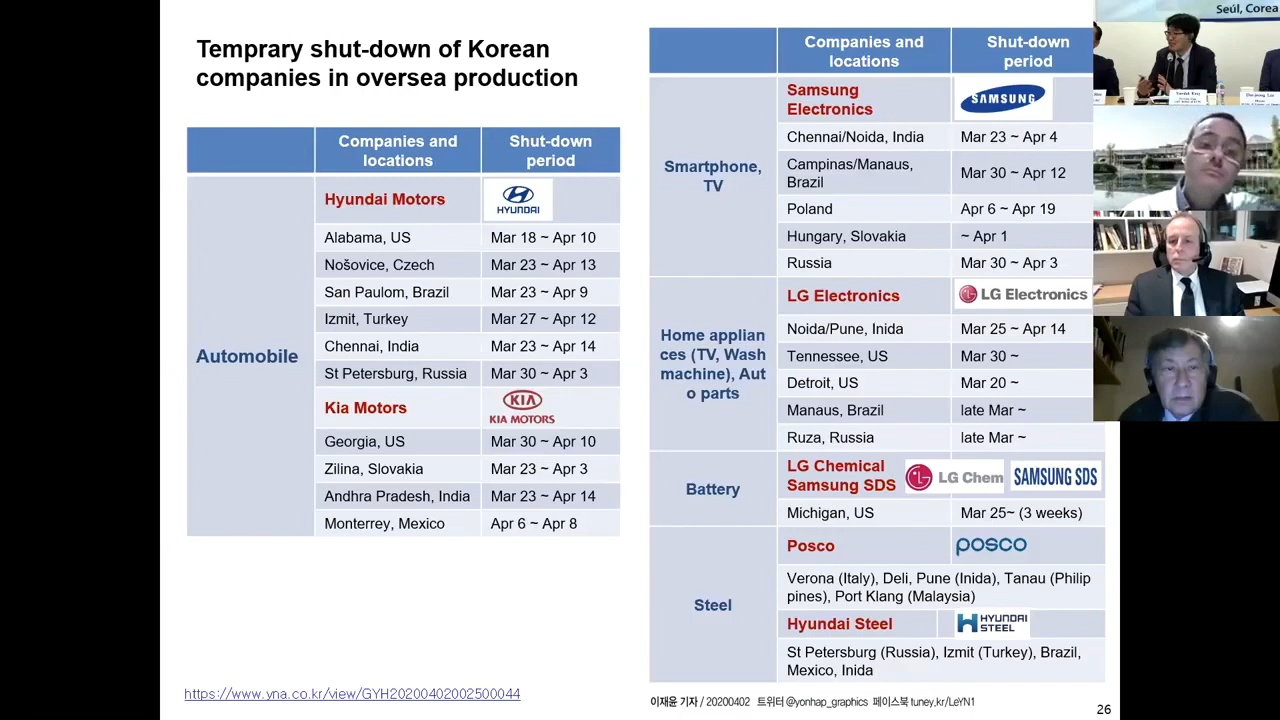 Temprary shut-down of Korean
companies in oversea production
Companies and
locations
Shut-down
period
Automobile
Hyundai Motors
HYUNDAI
Alabama, US
Mar 18 ~ Apr 10
Nošovice, Czech
Mar 23 ~ Apr 13
San Paulom, Brazil
Mar 23 ~ Apr 9
Izmit, Turkey
Mar 27 ~ Apr 12
Chennai, India
Mar 23 ~ Apr 14
St Petersburg, Russia
Mar 30 ~ Apr 3
Kia Motors
KIA
KIA MOTORS
Georgia, US
Mar 30 ~ Apr 10
Zilina, Slovakia
Mar 23 ~ Apr 3
Andhra Pradesh, India
Mar 23 ~ Apr 14
Monterrey, Mexico
Apr 6 ~ Apr 8
https://www.yna.co.kr/view/GYH20200402002500044
Companies and
locations
Shut-down
period
Smartphone,
TV
Samsung
Electronics
SAMSUNG
Chennai/Noida, India
Mar 23 ~ Apr 4
Campinas/Manaus,
Brazil
Mar 30 ~ Apr 12
Poland
Apr 6 ~ Apr 19
Hungary, Slovakia
~ Apr 1
Russia
Mar 30 ~ Apr 3
Home applian
ces (TV, Wash
machine), Aut
o parts
LG Electronics
LG Electronics
Noida/Pune, Inida
Mar 25 ~ Apr 14
Tennessee, US
Mar 30 ~
Detroit, US
Mar 20 ~
Manaus, Brazil
late Mar ~
Ruza, Russia
late Mar ~
Battery
LG Chemical
Samsung SDS
LG Chem
SAMSUNG SDS
Michigan, US
Mar 25~ (3 weeks)
Steel
Posco
posco
Verona (Italy), Deli, Pune (Inida), Tanau (Philip
pines), Port Klang (Malaysia)
Hyundai Steel
HYUNDAI
STEEL
St Petersburg (Russia), Izmit (Turkey), Brazil,
Mexico, Inida
이재윤 기자 / 20200402 트위터 @yonhap_graphics 페이스북 tuney.kr/LeYN1
26
Seúl, Corea